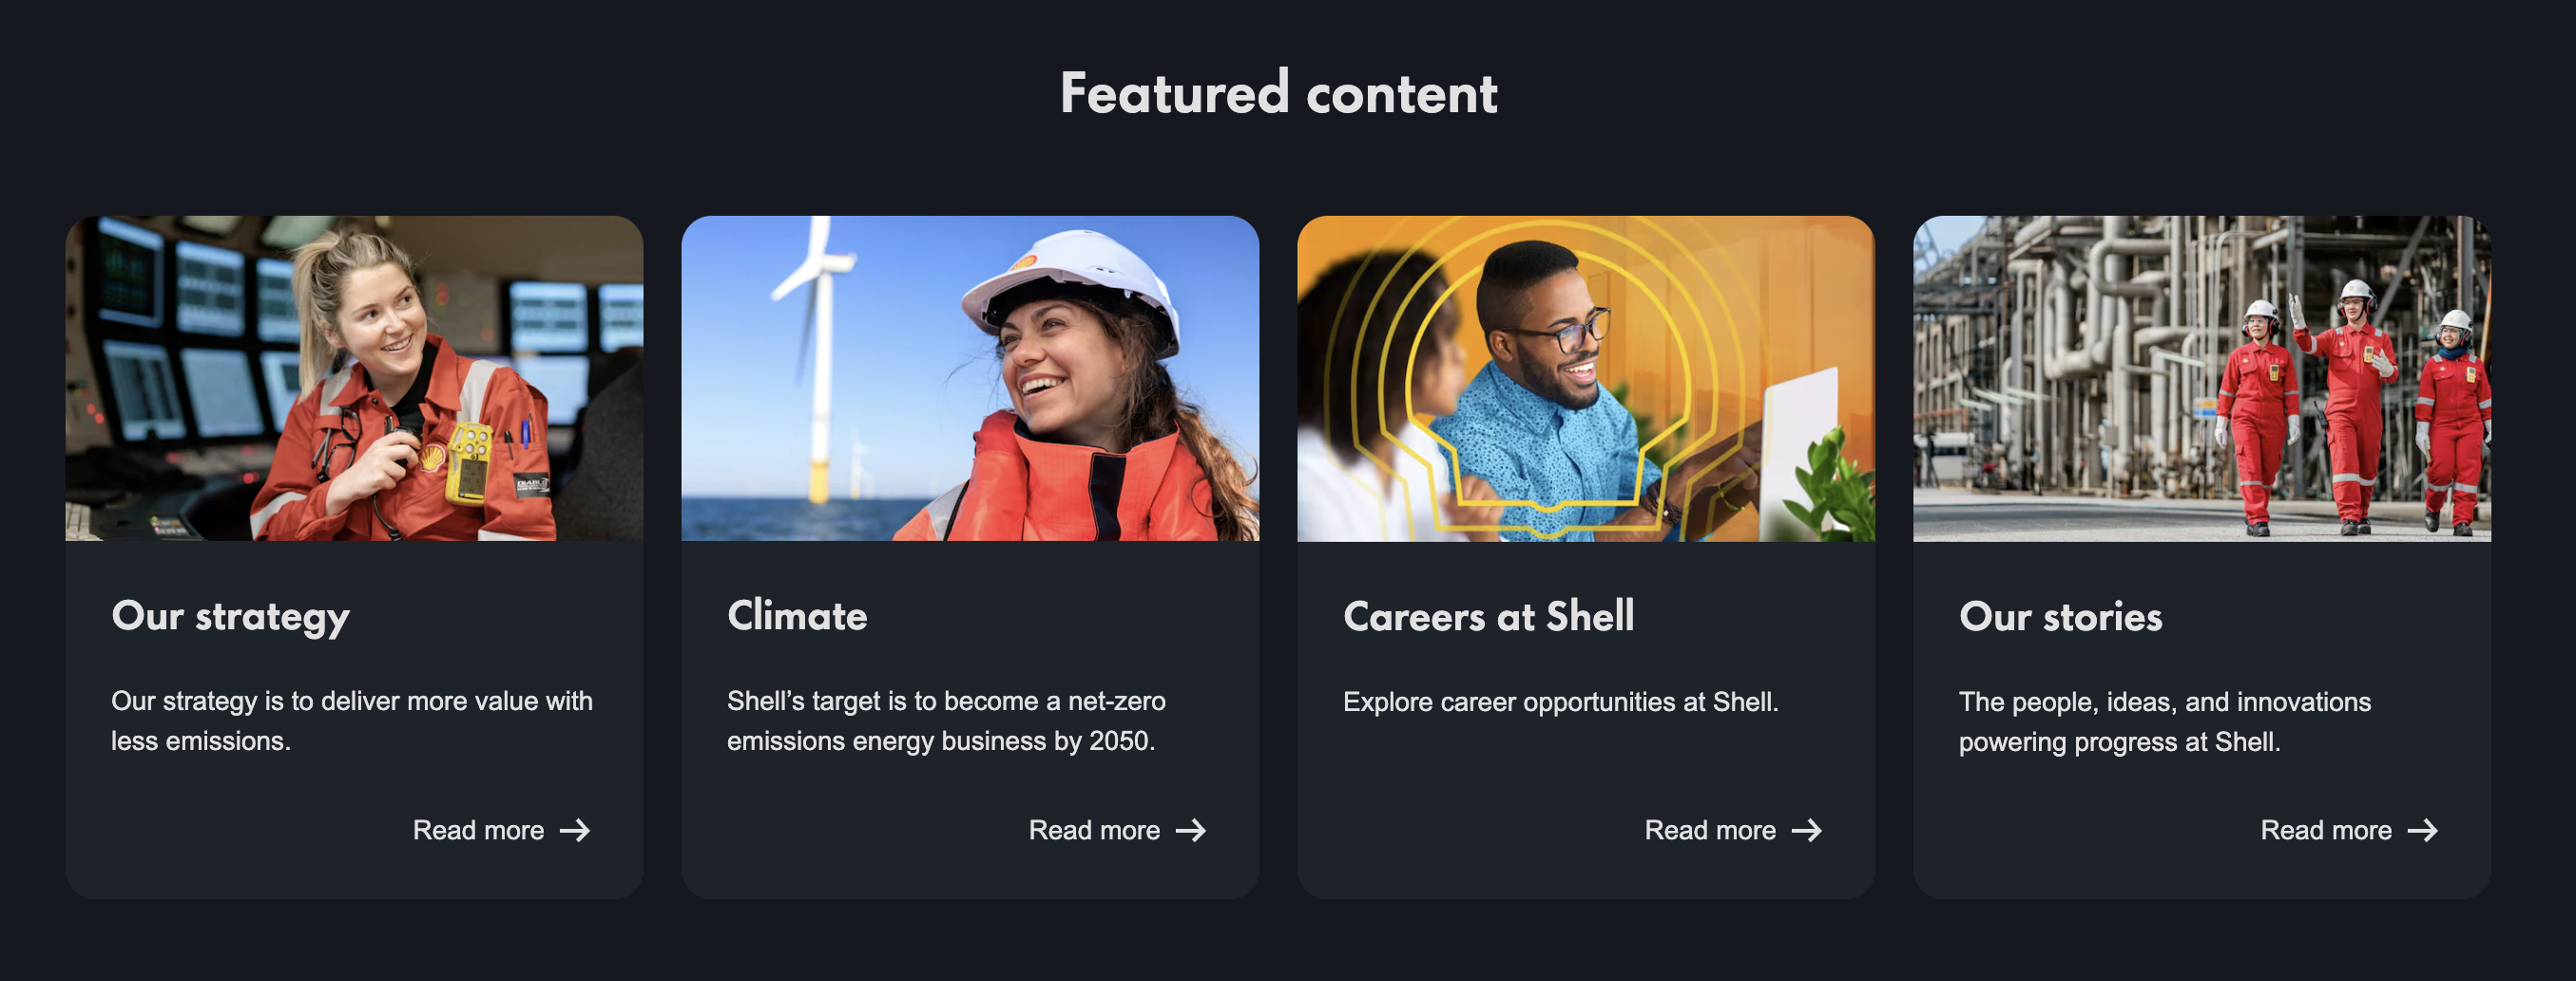 Featured content
Our strategy
Our strategy is to deliver more value with
less emissions.
Read more
Climate
Shell’s target is to become a net-zero
emissions energy business by 2050.
Read more
Careers at Shell
Explore career opportunities at Shell.
Read more
Our stories
The people, ideas, and innovations
powering progress at Shell.
Read more